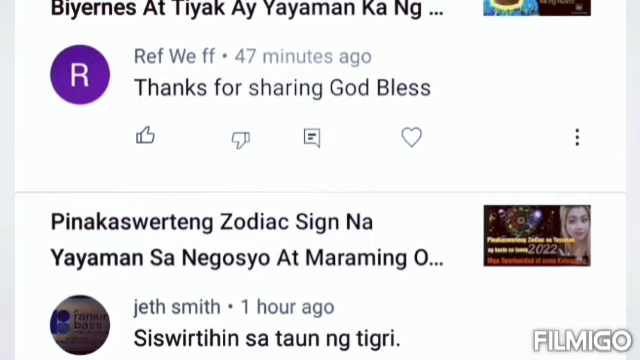 Biyernes At Tiyak Ay Yayaman Ka Ng ...
R
Ref We ff • 47 minutes ago
Thanks for sharing God Bless
Pinakaswerteng Zodiac Sign Na
Yayaman Sa Negosyo At Maraming O...
2022
jeth smith • 1 hour ago
Siswirtihin sa taun ng tigri.
FILMIGO